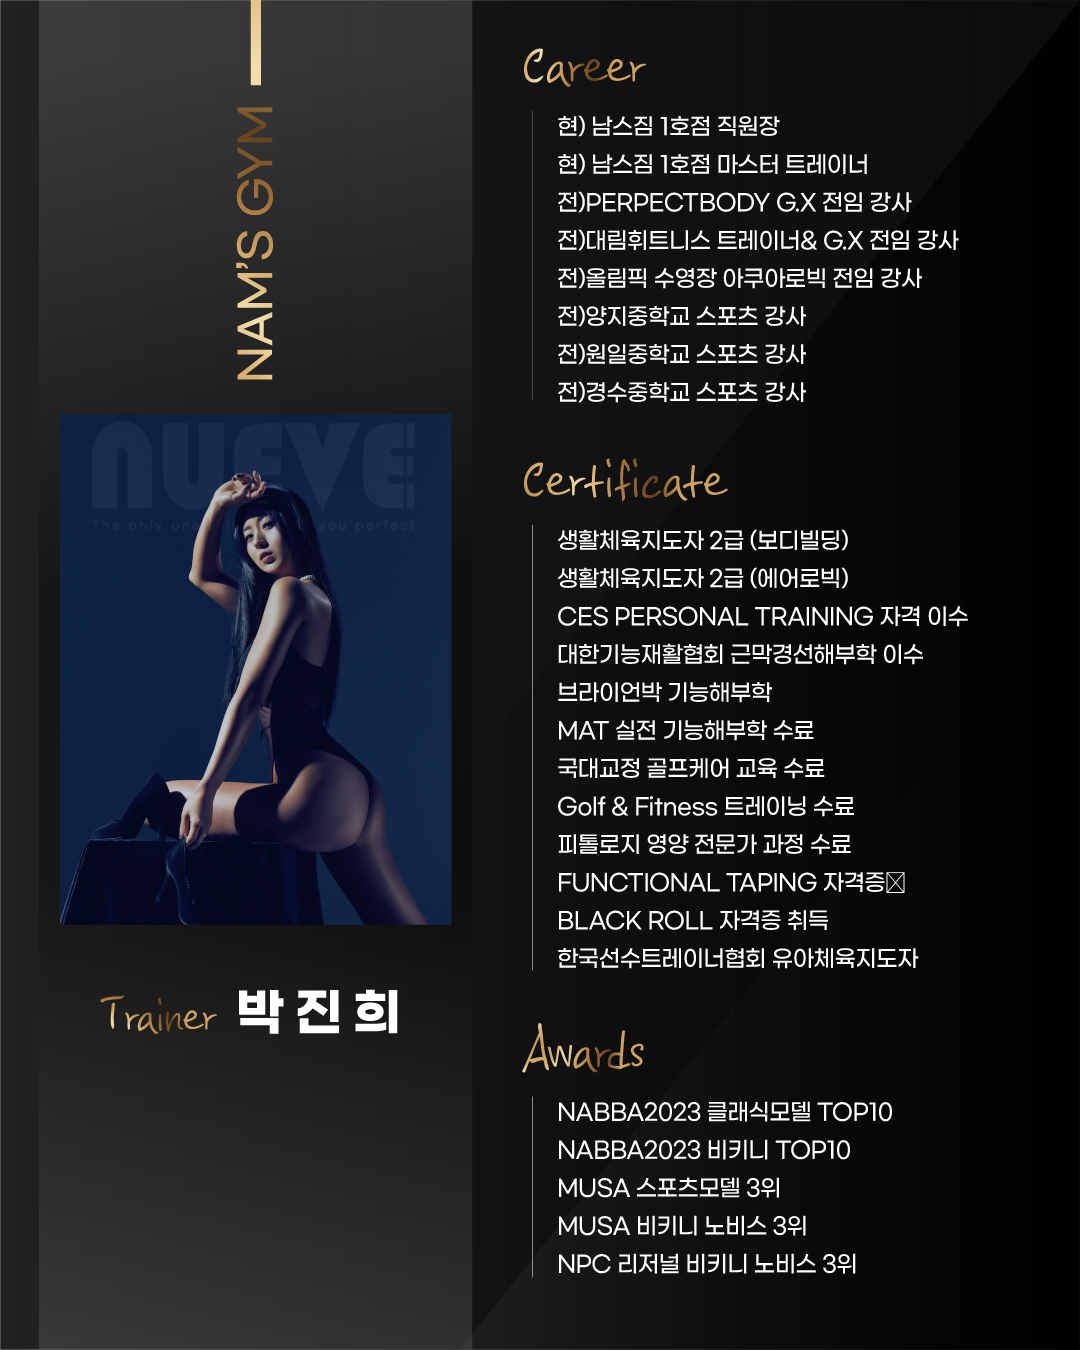 NAM'S GYM
NUEVE
The only one
you perfect
Trainer 박진희
Career
현) 남스짐 1호점 직원장
현) 남스짐 1호점 마스터 트레이너
전)PERPECTBODY G.X 전임 강사
전)대림휘트니스 트레이너& G.X 전임 강사
전)올림픽 수영장 아쿠아로빅 전임 강사
전)양지중학교 스포츠 강사
전)원일중학교 스포츠 강사
전)경수중학교 스포츠 강사
Certificate
생활체육지도자 2급 (보디빌딩)
생활체육지도자 2급 (에어로빅)
CES PERSONAL TRAINING 자격 이수
대한기능재활협회 근막경선해부학 이수
브라이언박 기능해부학
MAT 실전 기능해부학 수료
국대교정 골프케어 교육 수료
Golf & Fitness 트레이닝 수료
피톨로지 영양 전문가 과정 수료
FUNCTIONAL TAPING 자격증
BLACK ROLL 자격증 취득
한국선수트레이너협회 유아체육지도자
Awards
NABBA2023 클래식모델 TOP10
NABBA2023 비키니 TOP10
MUSA 스포츠모델 3위
MUSA 비키니 노비스 3위
NPC 리저널 비키니 노비스 3위